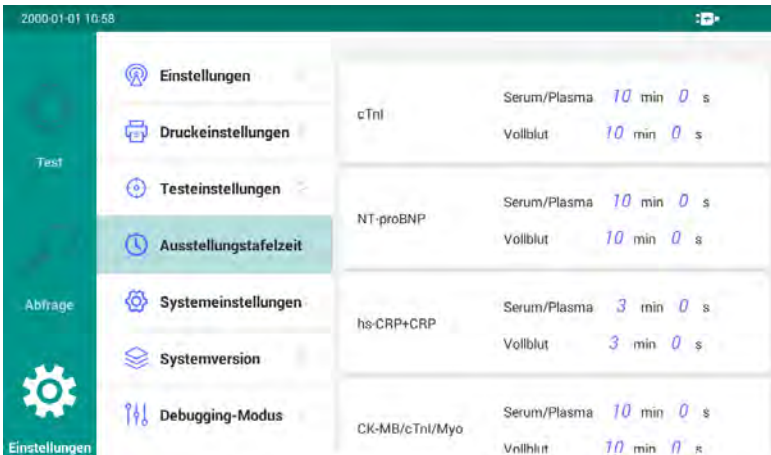 2000-01-01 10:58
Test
Abfrage
Einstellungen
Einstellungen
Druckeinstellungen
Testeinstellungen
Ausstellungstafelzeit
Systemeinstellungen
Systemversion
Debugging-Modus
cTnI
Serum/Plasma 10 min 0 s
Vollblut 10 min 0 s
NT-proBNP
Serum/Plasma 10 min 0 s
Vollblut 10 min 0 s
hs-CRP+CRP
Serum/Plasma 3 min 0 s
Vollblut 3 min 0 s
CK-MB/cTnI/Myo
Serum/Plasma 10 min 0 s
Vollblut 10 min 0 s